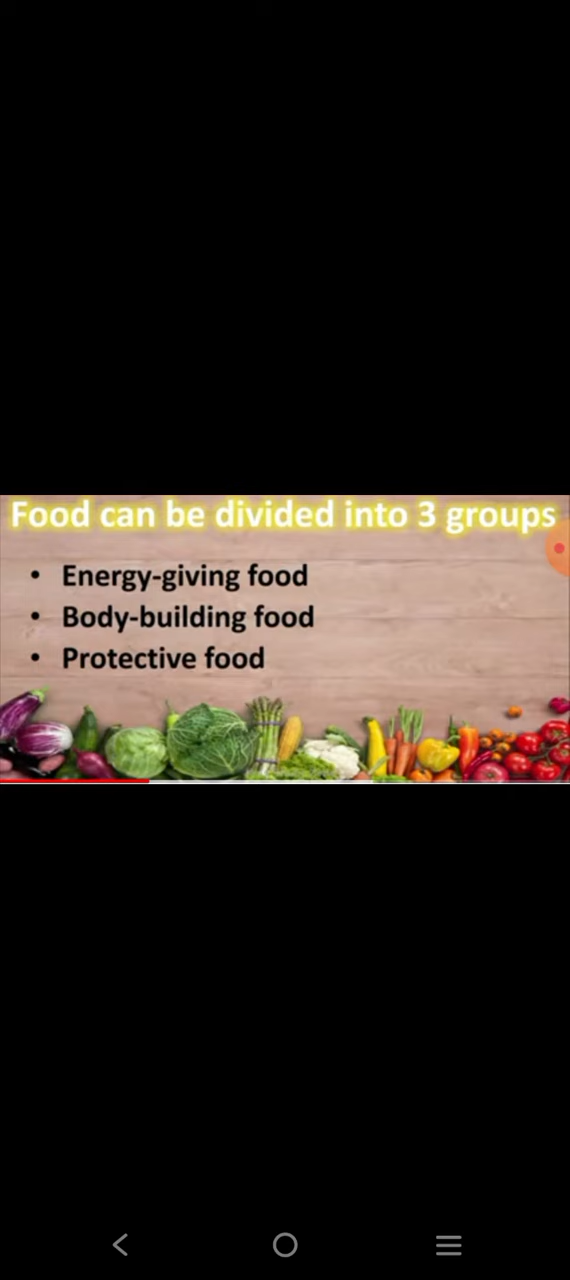 Food can be divided into 3 groups
• Energy-giving food
• Body-building food
• Protective food